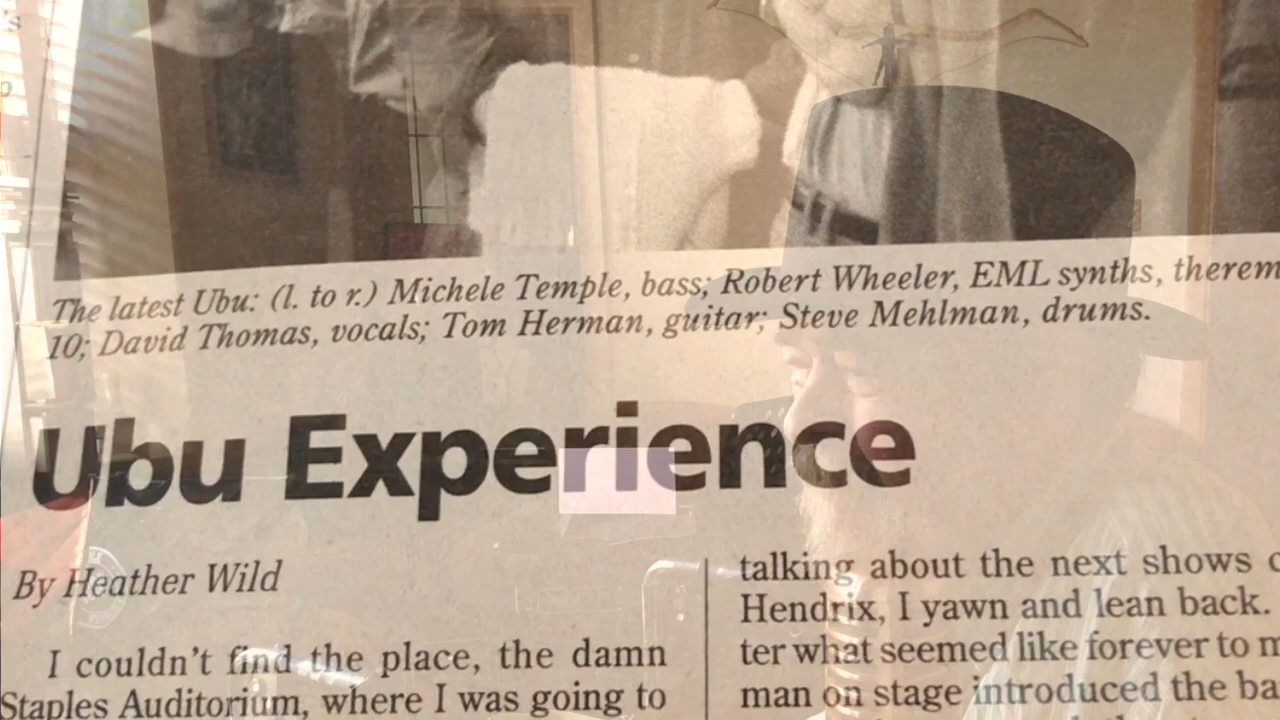 The latest Ubu: (l. to r.) Michele Temple, bass; Robert Wheeler, EML synths, therem
10; David Thomas, vocals; Tom Herman, guitar; Steve Mehlman, drums.
Ubu Experience
By Heather Wild
I couldn't find the place, the damn
Staples Auditorium, where I was going to
talking about the next shows
Hendrix, I yawn and lean back.
ter what seemed like forever to m
man on stage introduced the ba